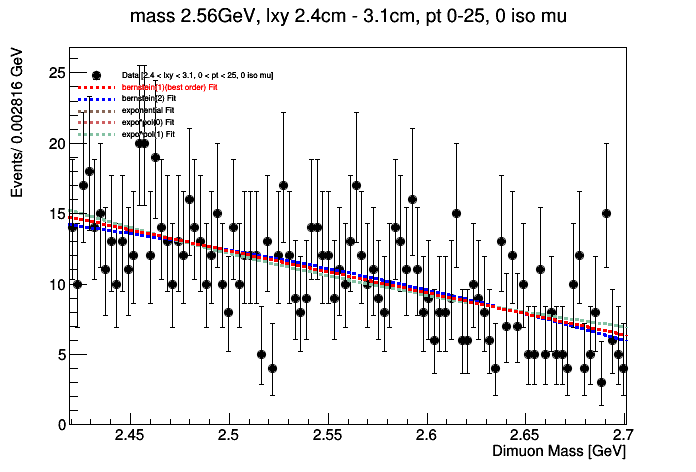 mass 2.56GeV, lxy 2.4cm - 3.1cm, pt 0-25, 0 iso mu
Events/ 0.002816 GeV
25
20
15
10
5
0
Data [2.4 < lxy < 3.1, 0 < pt < 25, 0 iso mu]
bernstein(1)(best order) Fit
bernstein(2) Fit
exponential Fit
expo*pol(0) Fit
expo*pol(1) Fit
2.45 2.5 2.55 2.6 2.65 2.7
Dimuon Mass [GeV]